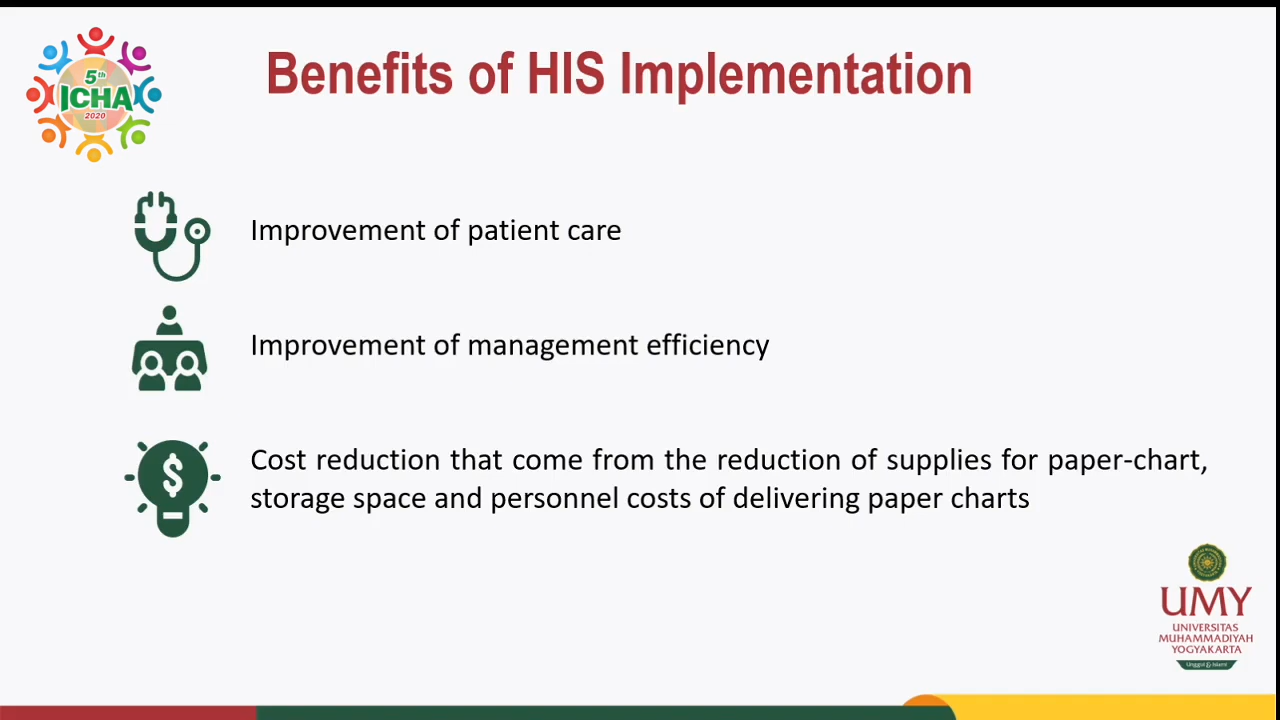 5th
ICHA
2020
Benefits of HIS Implementation
Improvement of patient care
Improvement of management efficiency
$
Cost reduction that come from the reduction of supplies for paper-chart,
storage space and personnel costs of delivering paper charts
UMY
UNIVERSITAS
MUHAMMADIYAH
YOGYAKARTA
Unggul & Islami